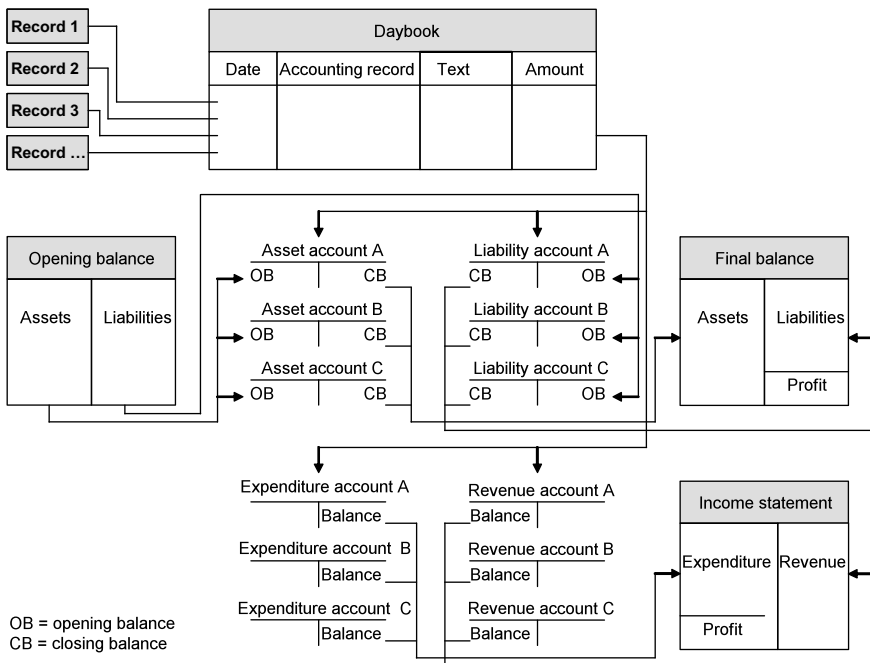 Record 1
Record 2
Record 3
Record ...
Daybook
Date Accounting record Text Amount
Opening balance
Assets Liabilities
Asset account A
OB CB
Asset account B
OB CB
Asset account C
OB CB
Liability account A
CB OB
Liability account B
CB OB
Liability account C
CB OB
Final balance
Assets Liabilities
Profit
Expenditure account A
Balance
Expenditure account B
Balance
Expenditure account C
Balance
Revenue account A
Balance
Revenue account B
Balance
Revenue account C
Balance
Income statement
Expenditure Revenue
Profit
OB = opening balance
CB = closing balance